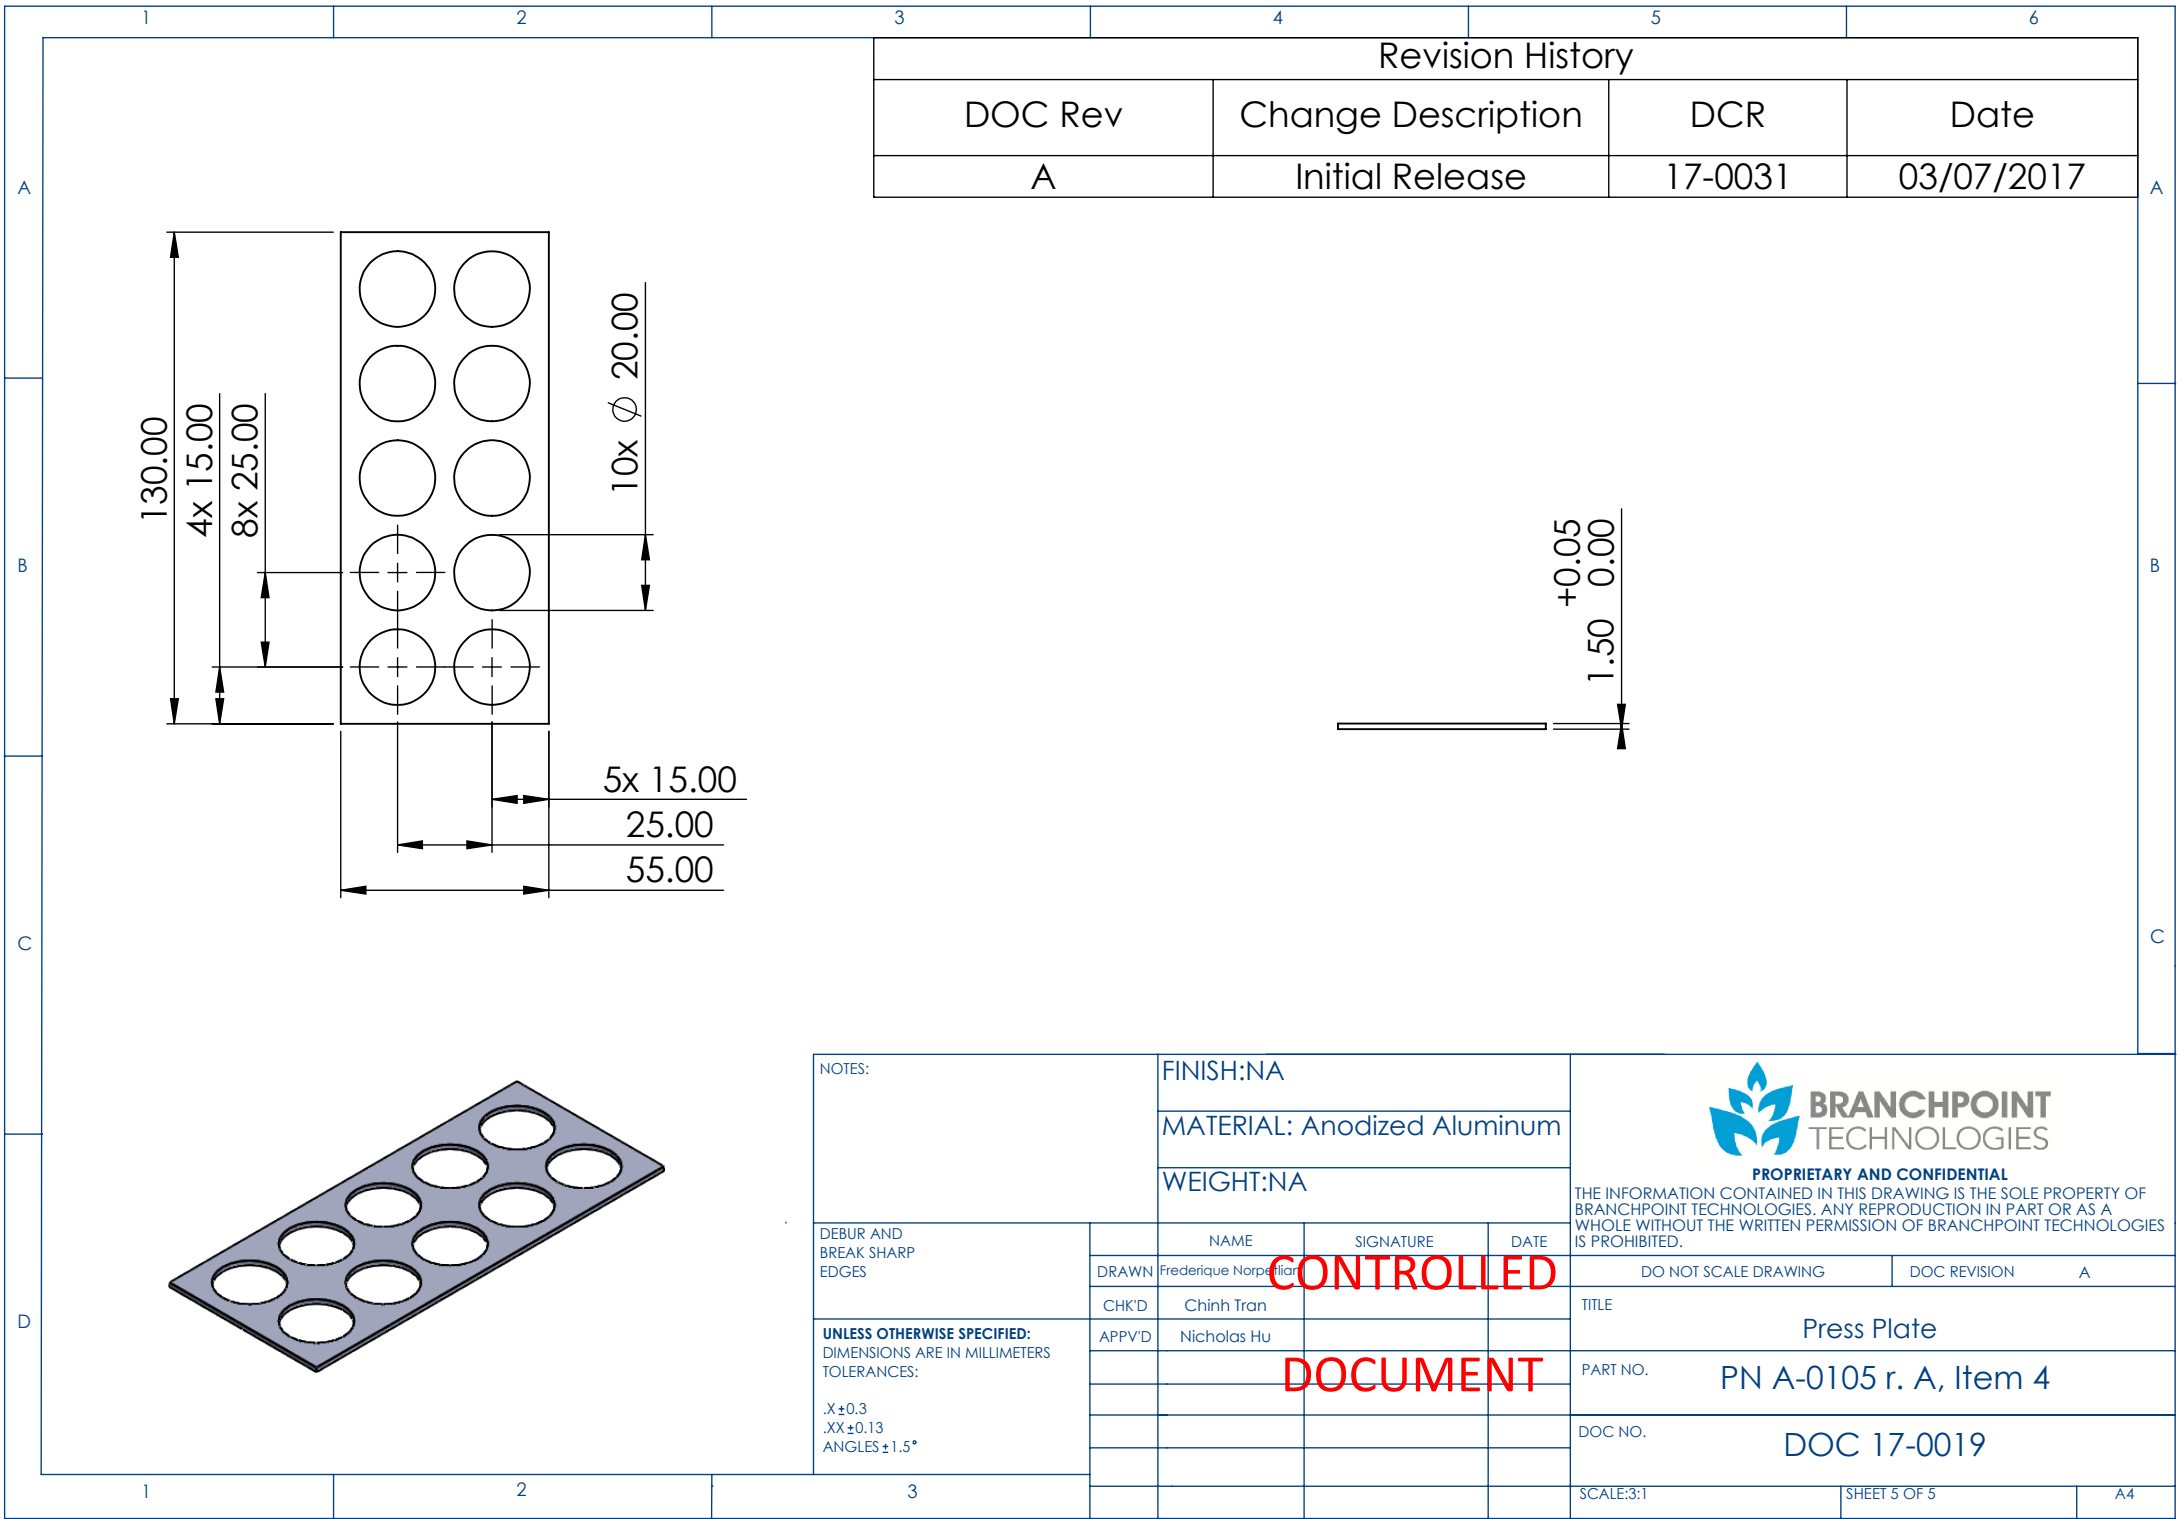 1 2 3 4 5 6
Revision History
DOC Rev Change Description DCR Date
A Initial Release 17-0031 03/07/2017
A A
130.00
4x 15.00
8x 25.00
10x ∅ 20.00
B B
+0.05
1.50 0.00
5x 15.00
25.00
55.00
C C
NOTES:
FINISH:NA
MATERIAL: Anodized Aluminum
WEIGHT:NA
BRANCHPOINT
TECHNOLOGIES
PROPRIETARY AND CONFIDENTIAL
THE INFORMATION CONTAINED IN THIS DRAWING IS THE SOLE PROPERTY OF
BRANCHPOINT TECHNOLOGIES. ANY REPRODUCTION IN PART OR AS A
WHOLE WITHOUT THE WRITTEN PERMISSION OF BRANCHPOINT TECHNOLOGIES
IS PROHIBITED.
DEBUR AND
BREAK SHARP
EDGES
NAME SIGNATURE DATE
DRAWN Frederique
CONTROLLED
CHK'D Chinh Tran
APPV'D Nicholas Hu
DOCUMENT
DO NOT SCALE DRAWING DOC REVISION A
TITLE
Press Plate
PART NO. PN A-0105 r. A, Item 4
DOC NO. DOC 17-0019
D
UNLESS OTHERWISE SPECIFIED:
DIMENSIONS ARE IN MILLIMETERS
TOLERANCES:
.X±0.3
.XX±0.13
ANGLES±1.5°
SCALE:3:1 SHEET 5 OF 5 A4
1 2 3